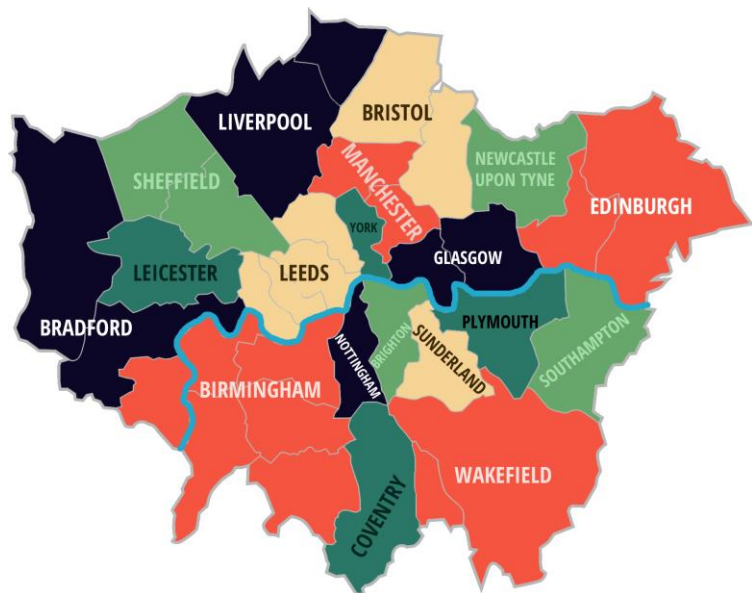 BRISTOL
LIVERPOOL
MANCHESTER
NEWCASTLE
UPON TYNE
SHEFFIELD
EDINBURGH
YORK
GLASGOW
LEICESTER
LEEDS
BRADFORD
PLYMOUTH
NOTTINGHAM
BRIGHTON
SUNDERLAND
SOUTHAMPTON
BIRMINGHAM
WAKEFIELD
COVENTRY